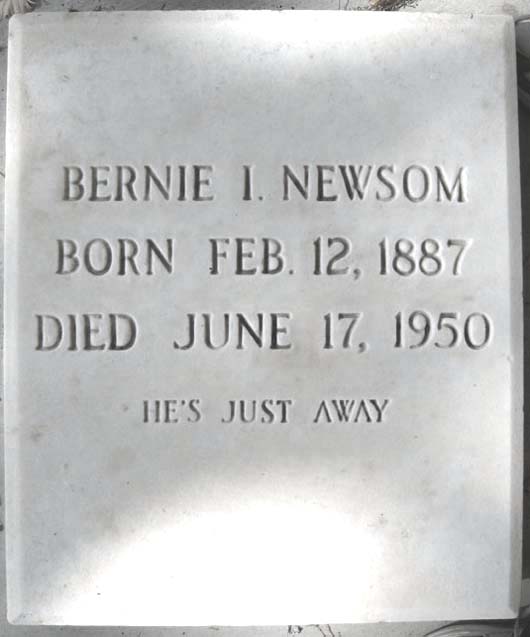 BERNIE I. NEWSOM
BORN FEB. 12, 1887
DIED JUNE 17, 1950
HE'S JUST AWAY